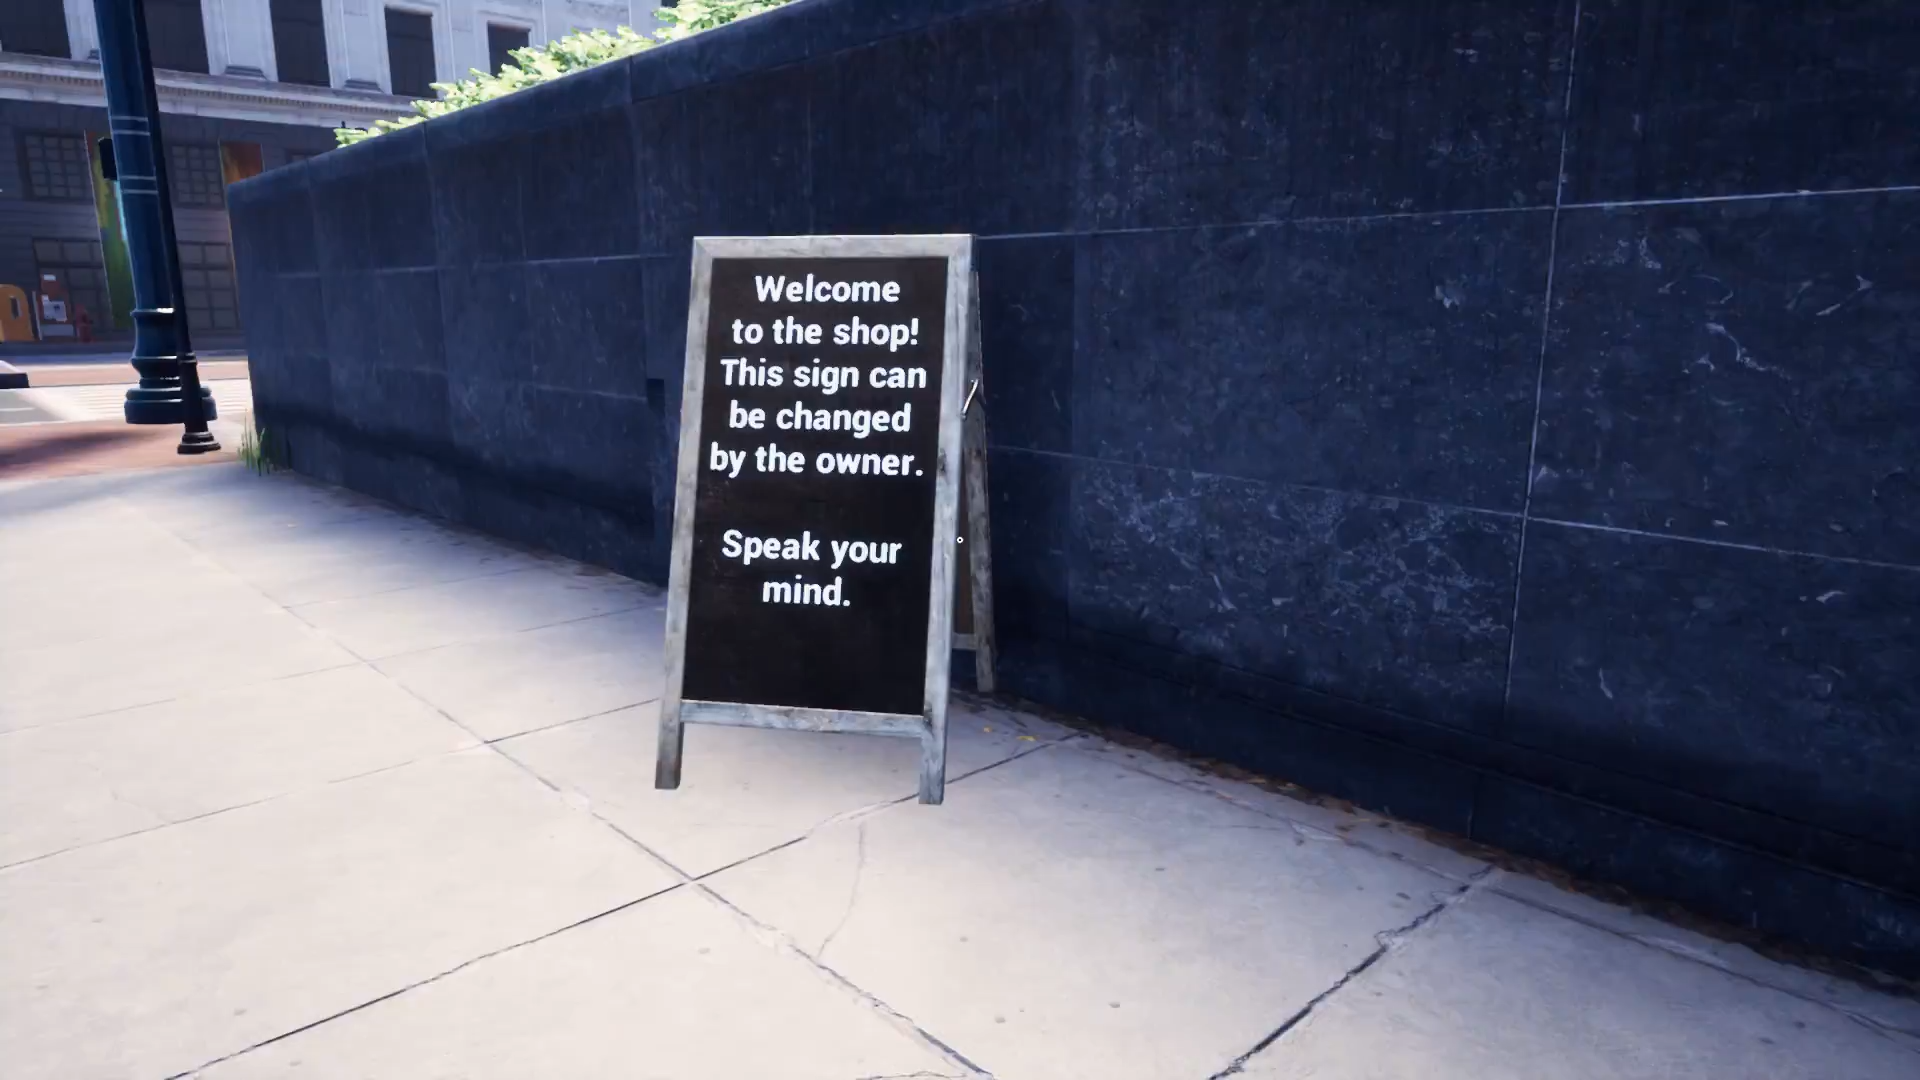 Welcome
to the shop!
This sign can
be changed
by the owner.
Speak your
mind.